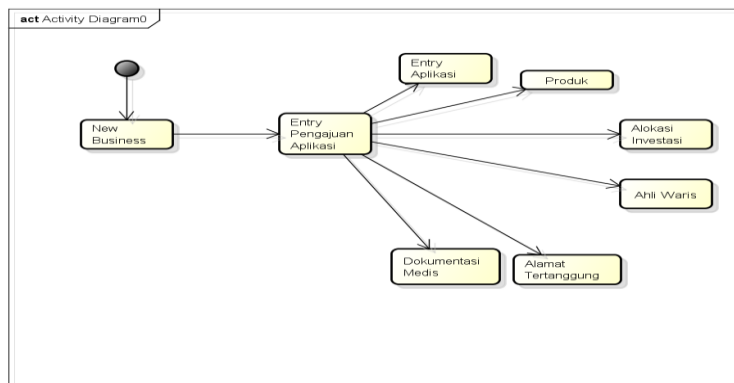 act Activity Diagram0
Entry
Aplikasi
Produk
New
Business
Entry
Pengajuan
Aplikasi
Alokasi
Investasi
Ahli Waris
Dokumentasi
Medis
Alamat
Tertanggung